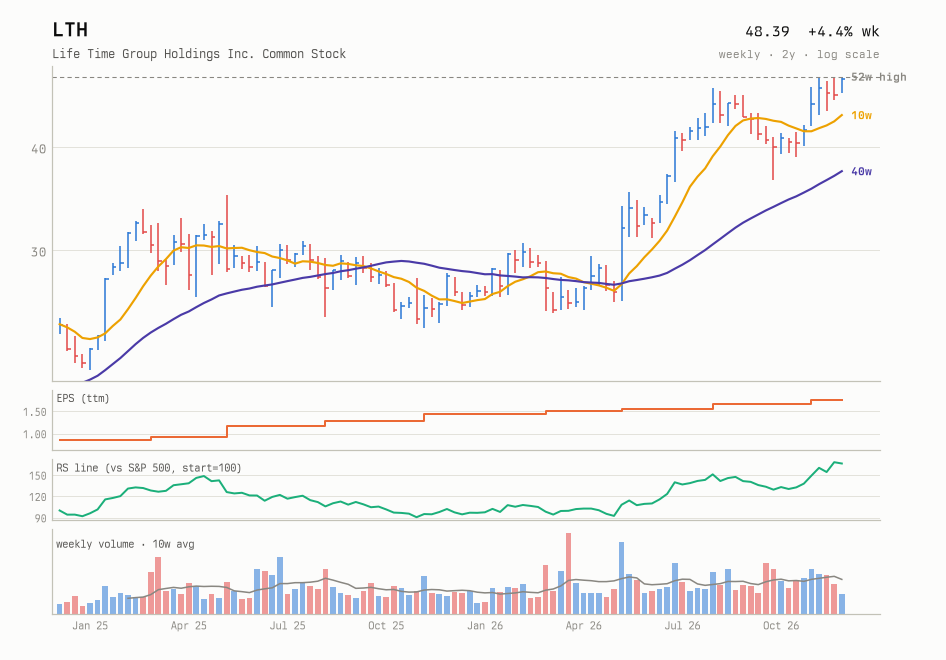 LTH
48.39 +4.4% wk
Life Time Group Holdings Inc. Common Stock
weekly · 2y · log scale
52w high
10w
40
40w
30
EPS (ttm)
1.50
1.00
RS line (vs S&P 500, start=100)
150
120
90
weekly volume · 10w avg
Jan 25 Apr 25 Jul 25 Oct 25 Jan 26 Apr 26 Jul 26 Oct 26